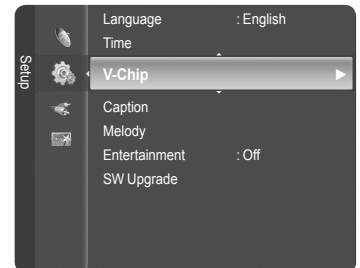 Setup
Language : English
Time
V-Chip
Caption
Melody
Entertainment : Off
SW Upgrade